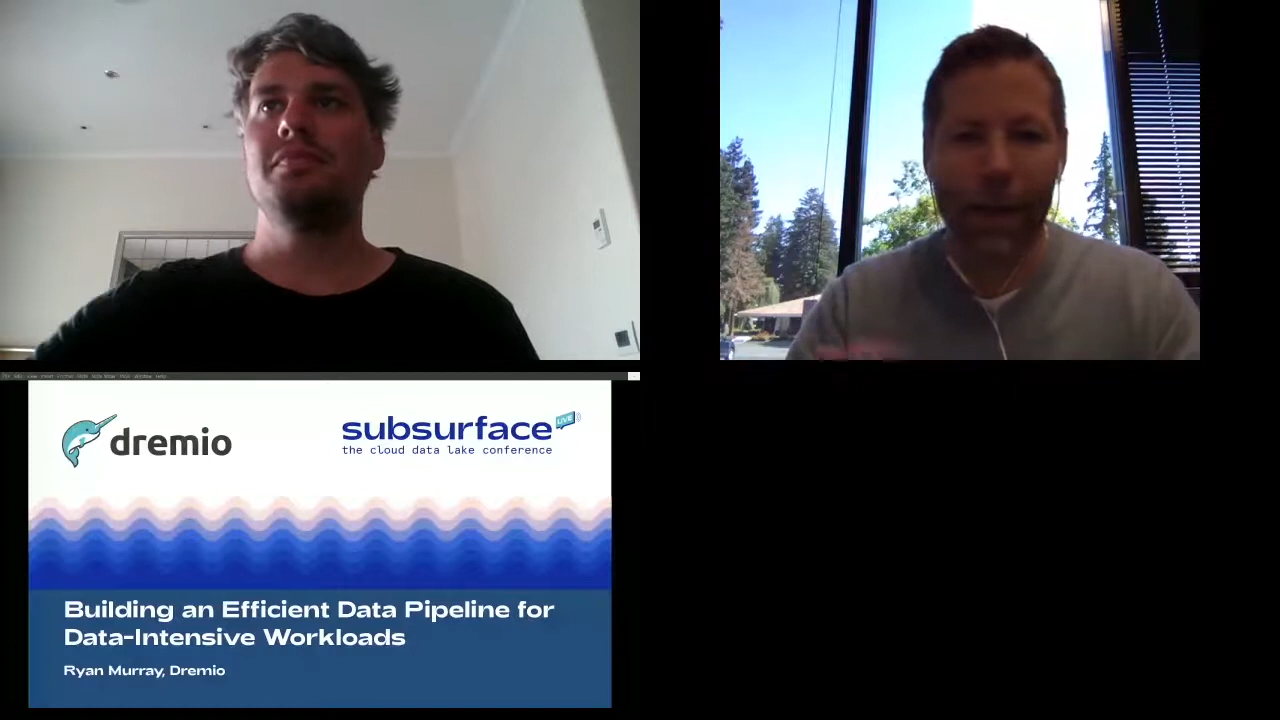 dremio
subsurface LIVE
the cloud data lake conference
Building an Efficient Data Pipeline for
Data-Intensive Workloads
Ryan Murray, Dremio